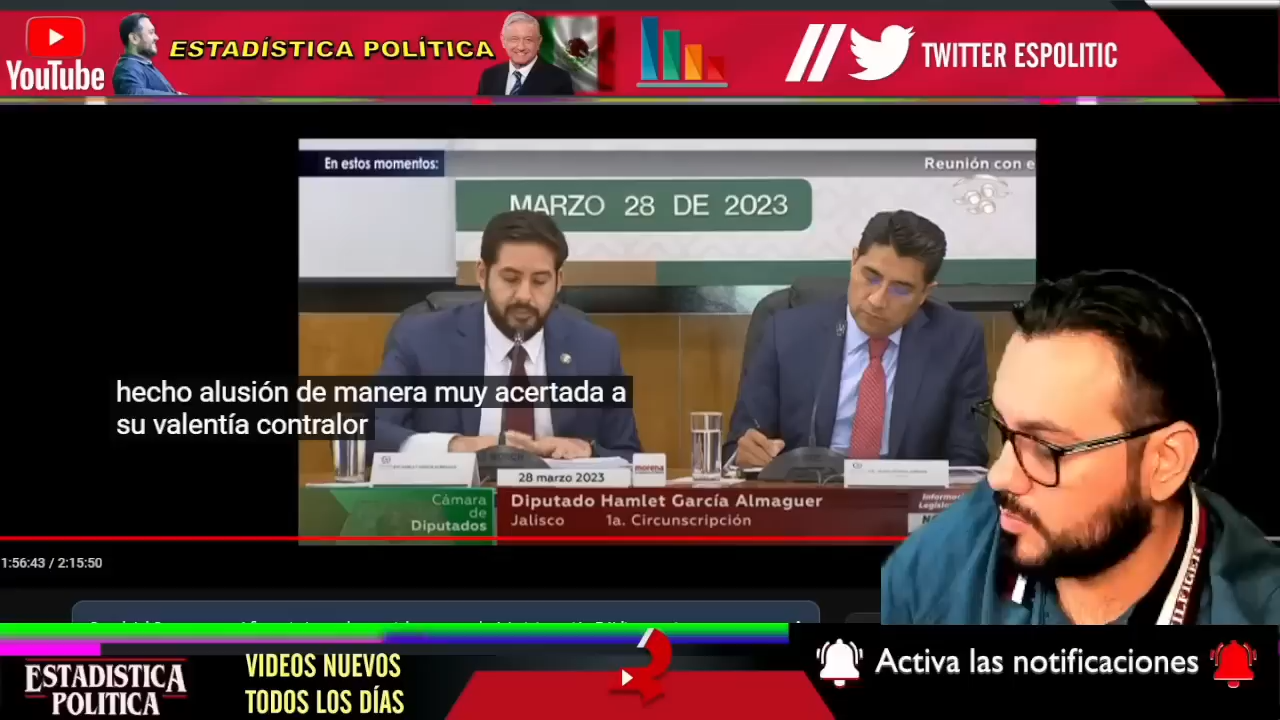 YouTube
ESTADÍSTICA POLÍTICA
TWITTER ESPOLITIC
En estos momentos:
Reunión con e
MARZO 28 DE 2023
hecho alusión de manera muy acertada a
su valentía contralor
28 marzo 2023
morena
Cámara
de
Diputados
Diputado Hamlet García Almaguer
Jalisco 1a. Circunscripción
1:56:43 / 2:15:50
ESTADISTICA
POLITICA
VIDEOS NUEVOS
TODOS LOS DÍAS
Activa las notificaciones